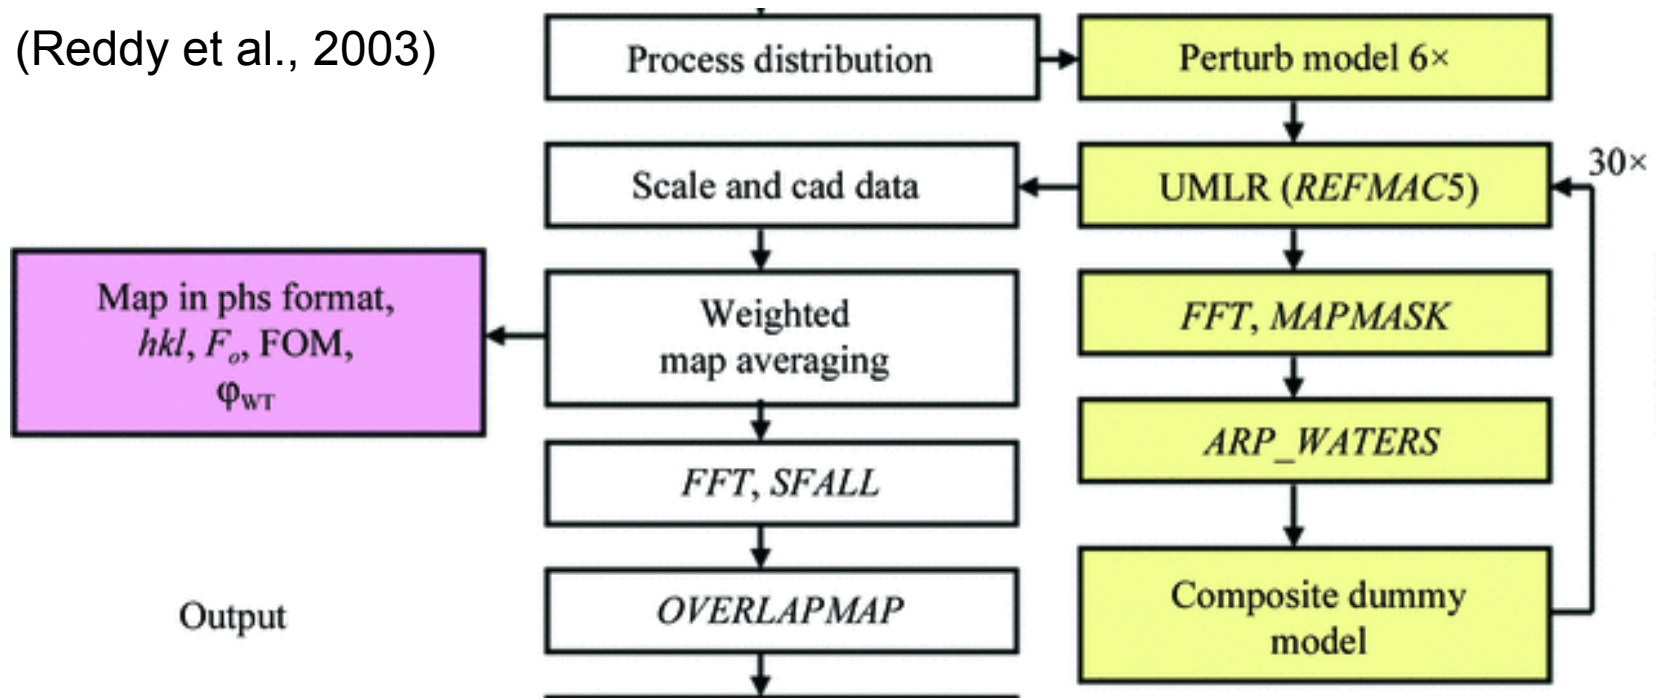 (Reddy et al., 2003)
Process distribution
Perturb model 6×
Scale and cad data
UMLR (REFMAC5)
30×
Map in phs format,
hkl, Fo, FOM,
φWT
Weighted
map averaging
FFT, MAPMASK
ARP_WATERS
FFT, SFALL
Output
OVERLAPMAP
Composite dummy
model